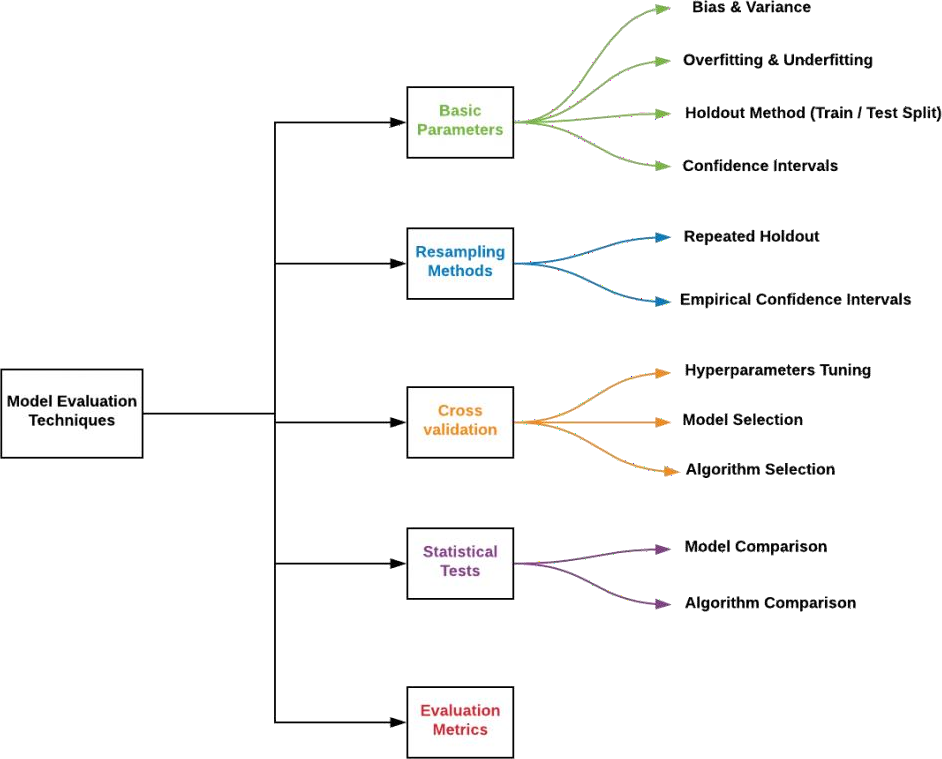 Model Evaluation
Techniques
Basic
Parameters
Bias & Variance
Overfitting & Underfitting
Holdout Method (Train / Test Split)
Confidence Intervals
Resampling
Methods
Repeated Holdout
Empirical Confidence Intervals
Cross
validation
Hyperparameters Tuning
Model Selection
Algorithm Selection
Statistical
Tests
Model Comparison
Algorithm Comparison
Evaluation
Metrics